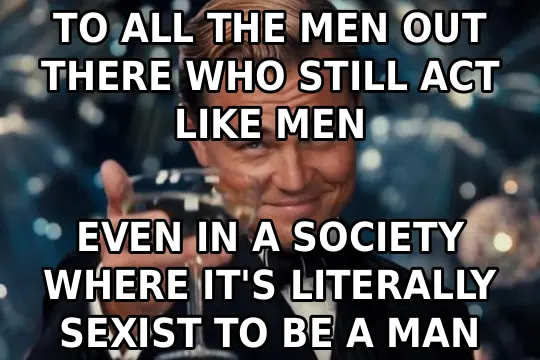 TO ALL THE MEN OUT
THERE WHO STILL ACT
LIKE MEN
EVEN IN A SOCIETY
WHERE IT'S LITERALLY
SEXIST TO BE A MAN